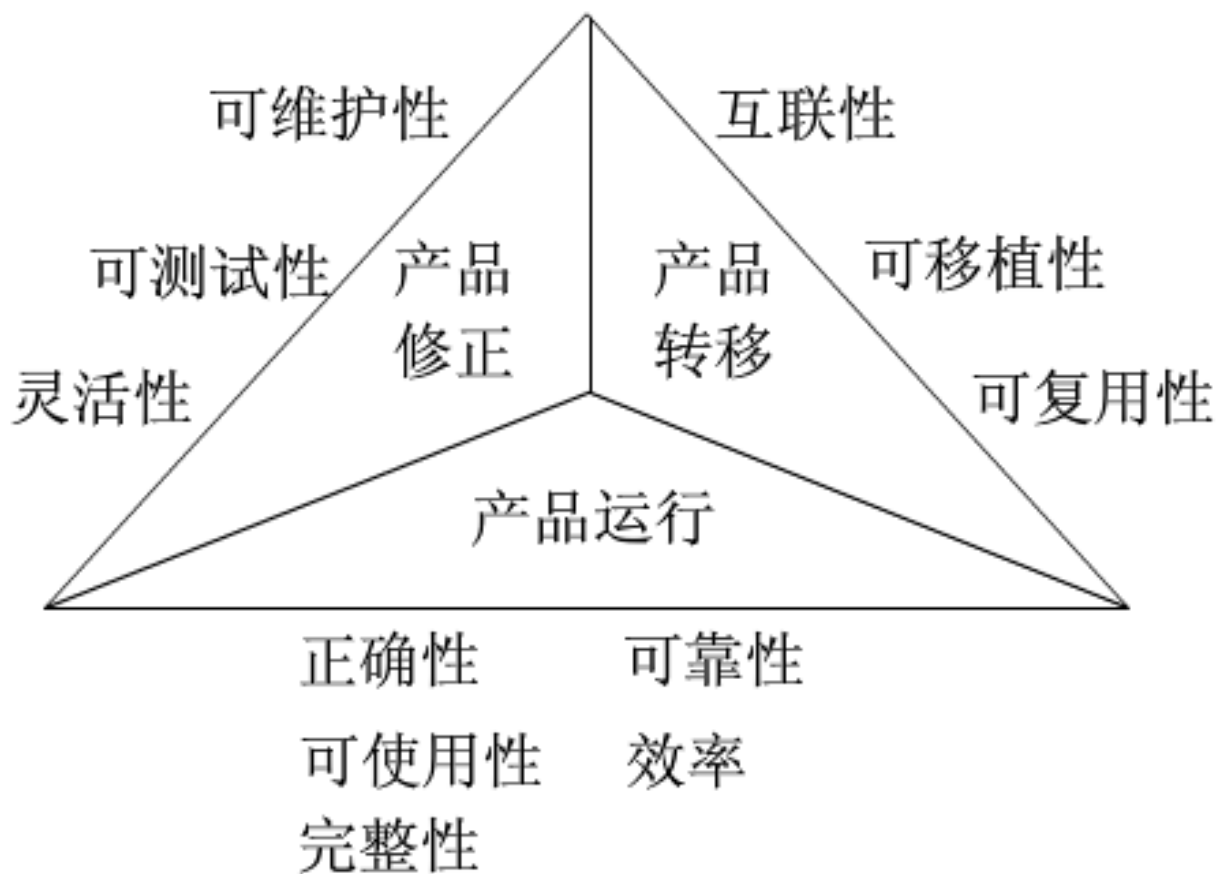 可维护性
互联性
可测试性
产品
修正
产品
转移
可移植性
灵活性
可复用性
产品运行
正确性
可靠性
可使用性
效率
完整性